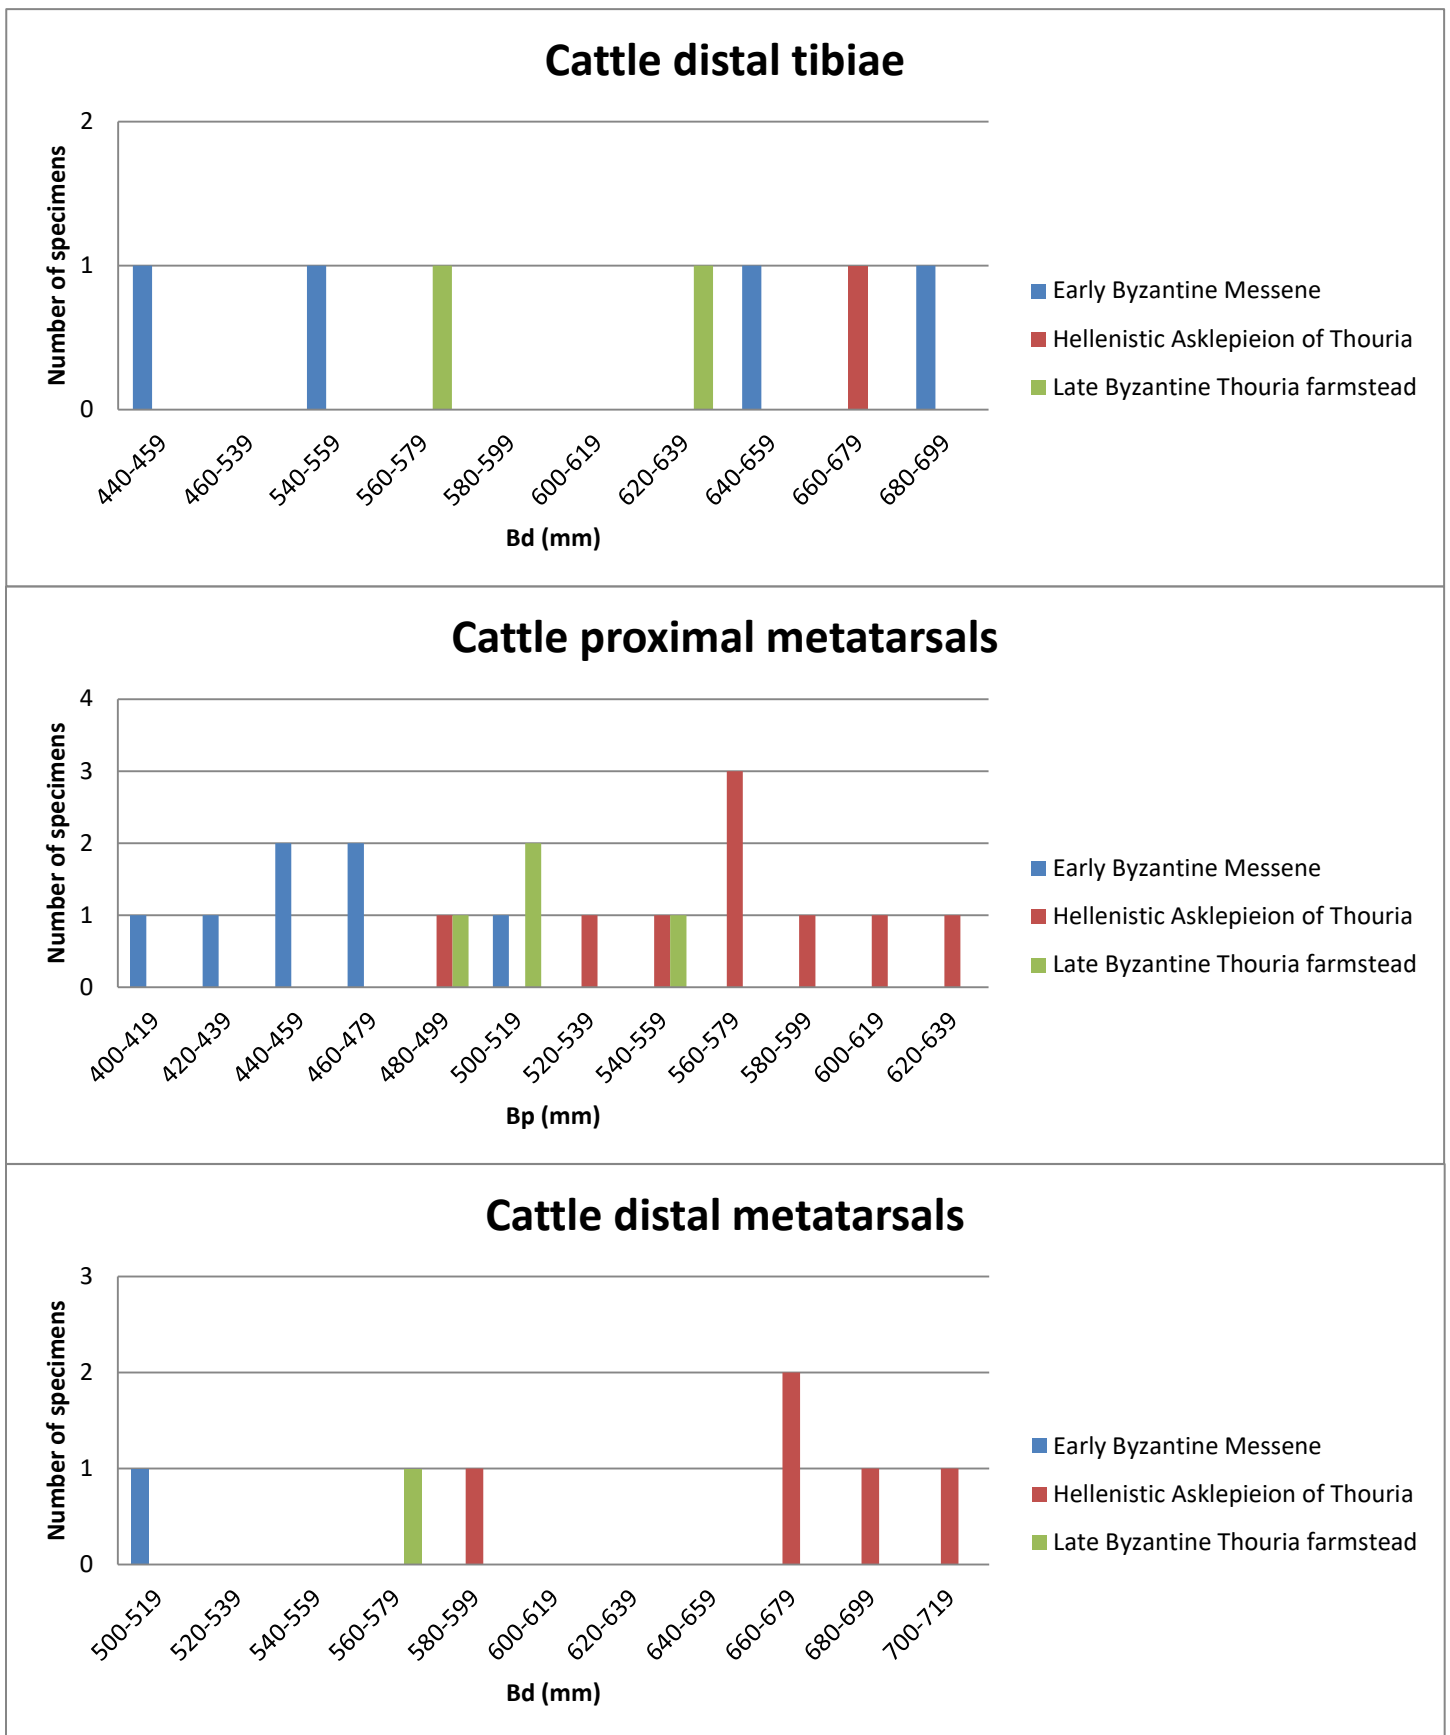 Cattle distal tibiae
Number of specimens
2
1
0
440-459
460-539
540-559
560-579
580-599
600-619
620-639
640-659
660-679
680-699
Bd (mm)
Early Byzantine Messene
Hellenistic Asklepieion of Thouria
Late Byzantine Thouria farmstead
Cattle proximal metatarsals
Number of specimens
4
3
2
1
0
400-419
420-439
440-459
460-479
480-499
500-519
520-539
540-559
560-579
580-599
600-619
620-639
Bp (mm)
Early Byzantine Messene
Hellenistic Asklepieion of Thouria
Late Byzantine Thouria farmstead
Cattle distal metatarsals
Number of specimens
3
2
1
0
500-519
520-539
540-559
560-579
580-599
600-619
620-639
640-659
660-679
680-699
700-719
Bd (mm)
Early Byzantine Messene
Hellenistic Asklepieion of Thouria
Late Byzantine Thouria farmstead